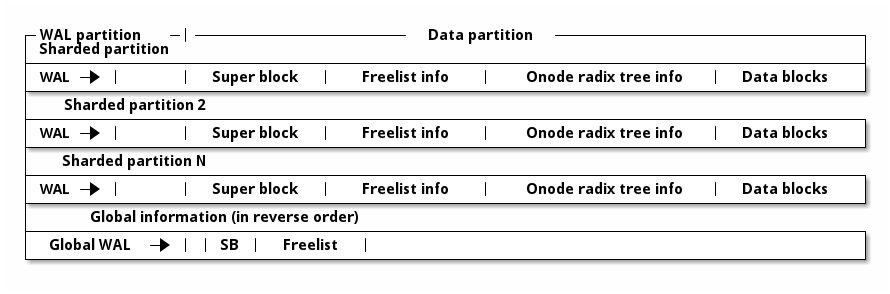 WAL partition | Data partition
Sharded partition
WAL | | Super block | Freelist info | Onode radix tree info | Data blocks
Sharded partition 2
WAL | | Super block | Freelist info | Onode radix tree info | Data blocks
Sharded partition N
WAL | | Super block | Freelist info | Onode radix tree info | Data blocks
Global information (in reverse order)
Global WAL | | SB | Freelist |